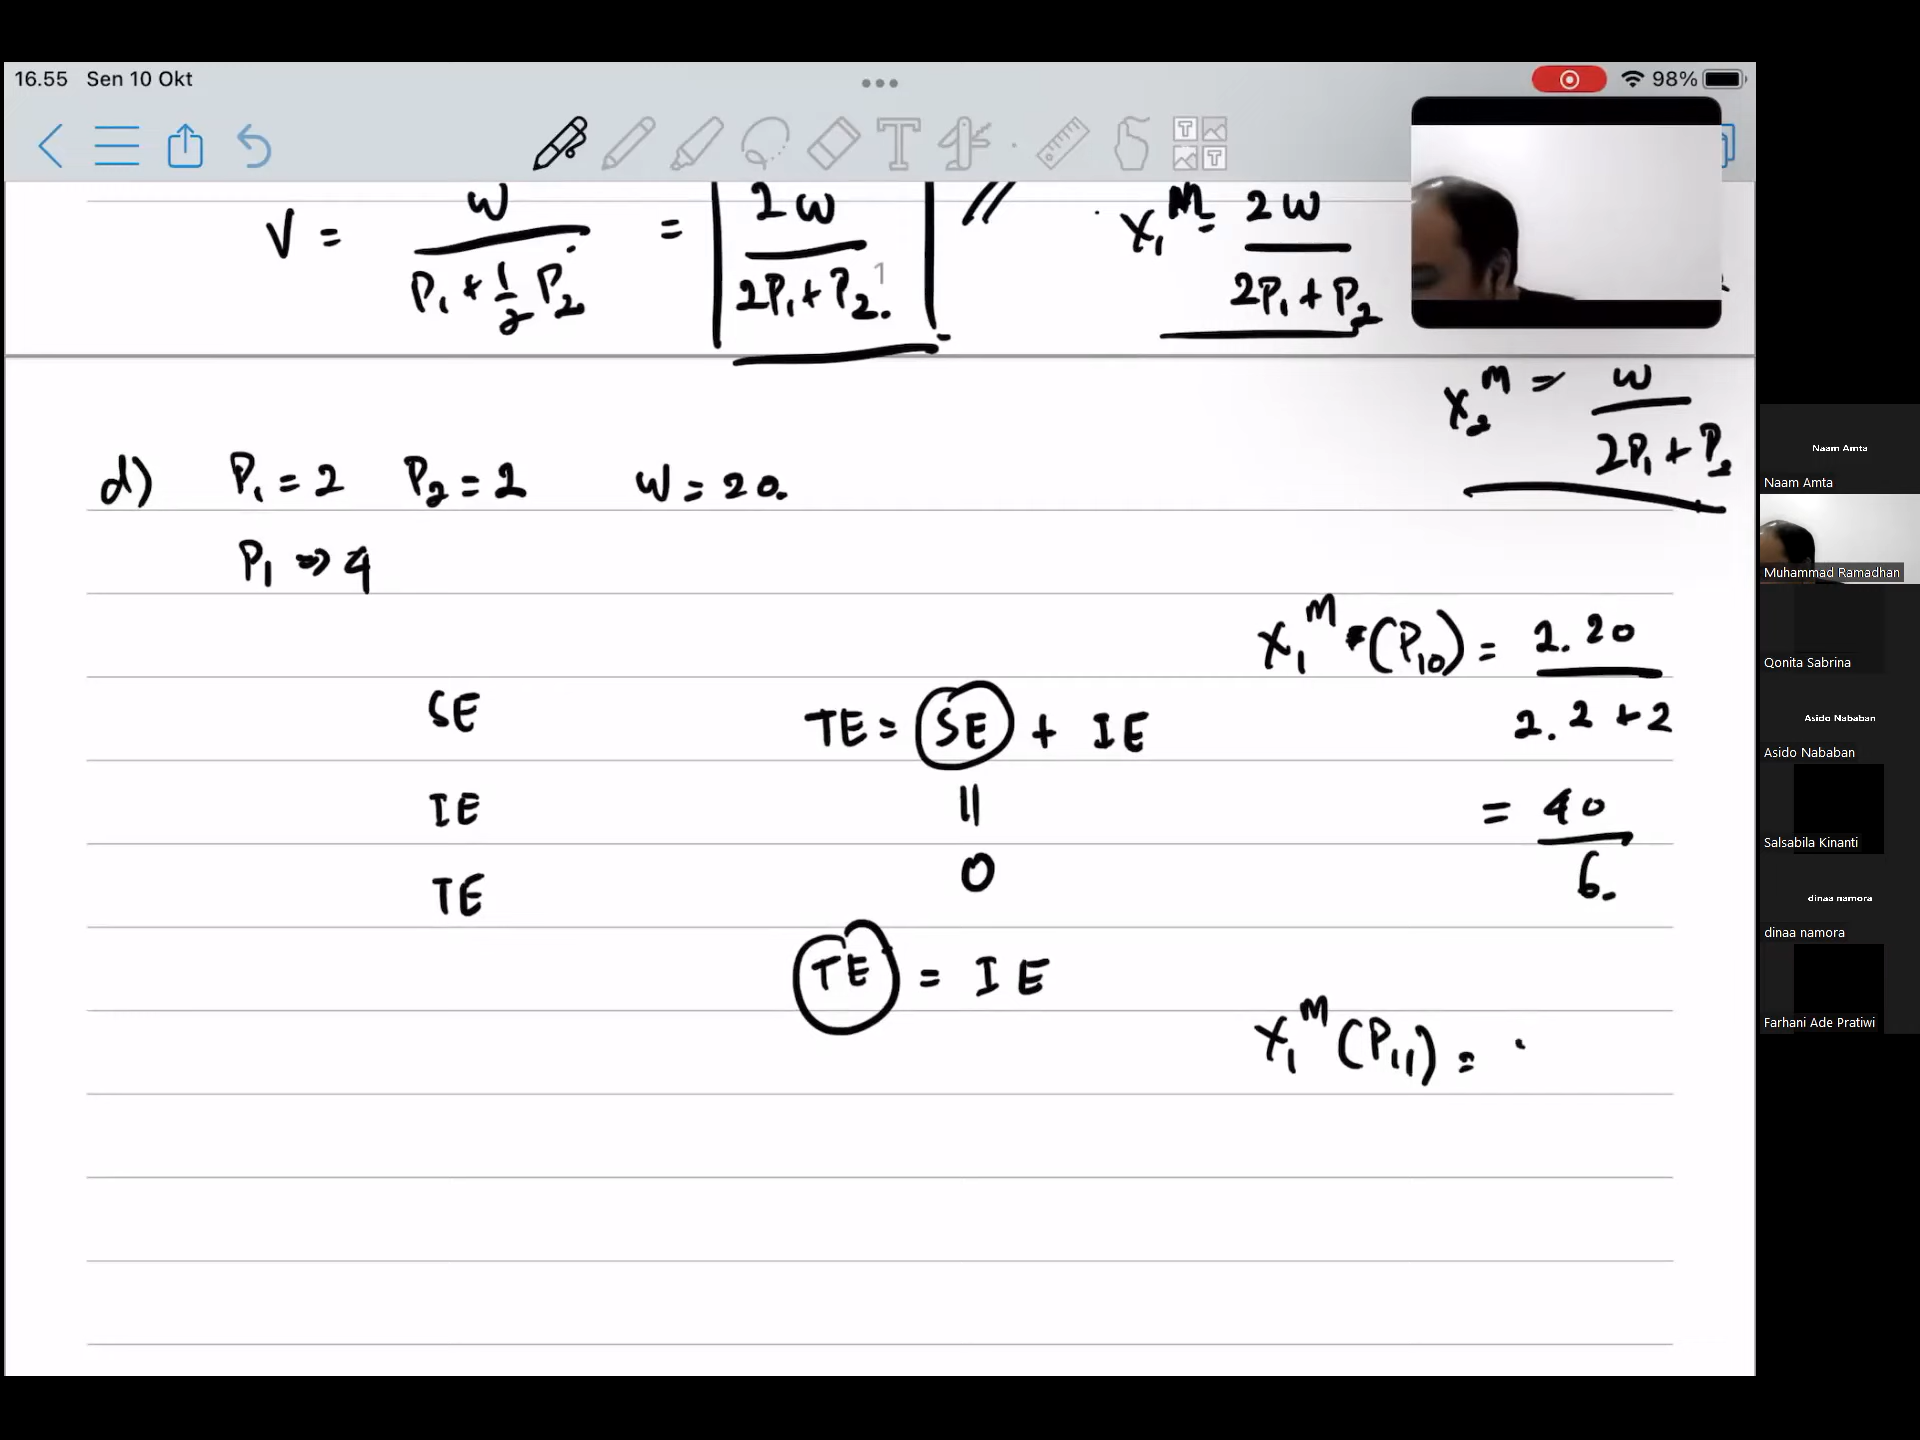 16.55 Sen 10 Okt
98%
V = w / (P₁ + ½ P₂) = 2w / (2P₁ + P₂.) //
1
X₁ᴹ = 2w / (2P₁ + P₂)
X₂ᴹ = w / (2P₁ + P₂)
d) P₁ = 2 P₂ = 2 w = 20.
P₁ ⇒ 4
X₁ᴹ (P₁₀) = 2.20 / (2.2 + 2)
= 40 / 6.
SE
IE
TE
TE = SE + IE
||
0
TE = IE
X₁ᴹ (P₁₁) =
Naam Amta
Naam Amta
Muhammad Ramadhan
Qonita Sabrina
Asido Nababan
Asido Nababan
Salsabila Kinanti
dinaa namora
dinaa namora
Farhani Ade Pratiwi